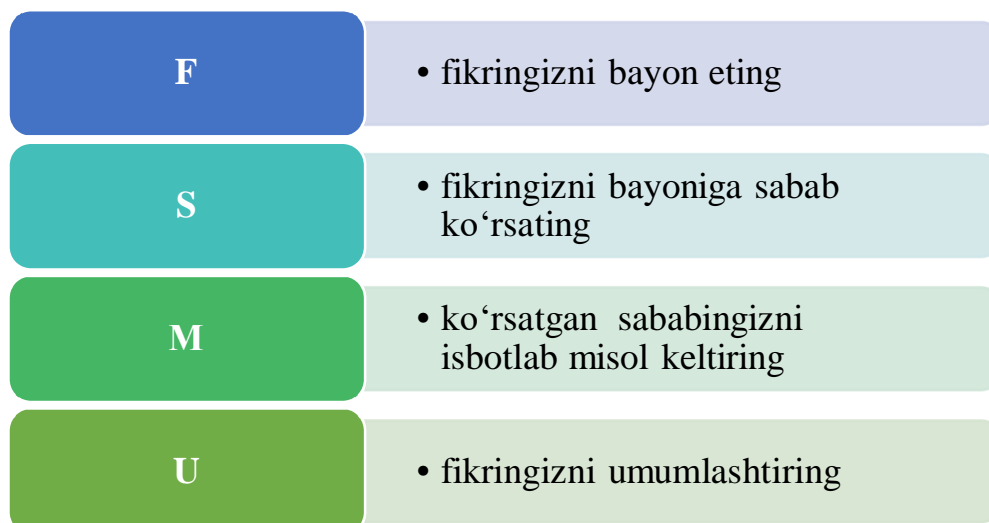 F
• fikringizni bayon eting
S
• fikringizni bayoniga sabab
ko‘rsating
M
• ko‘rsatgan sababingizni
isbotlab misol keltiring
U
• fikringizni umumlashtiring